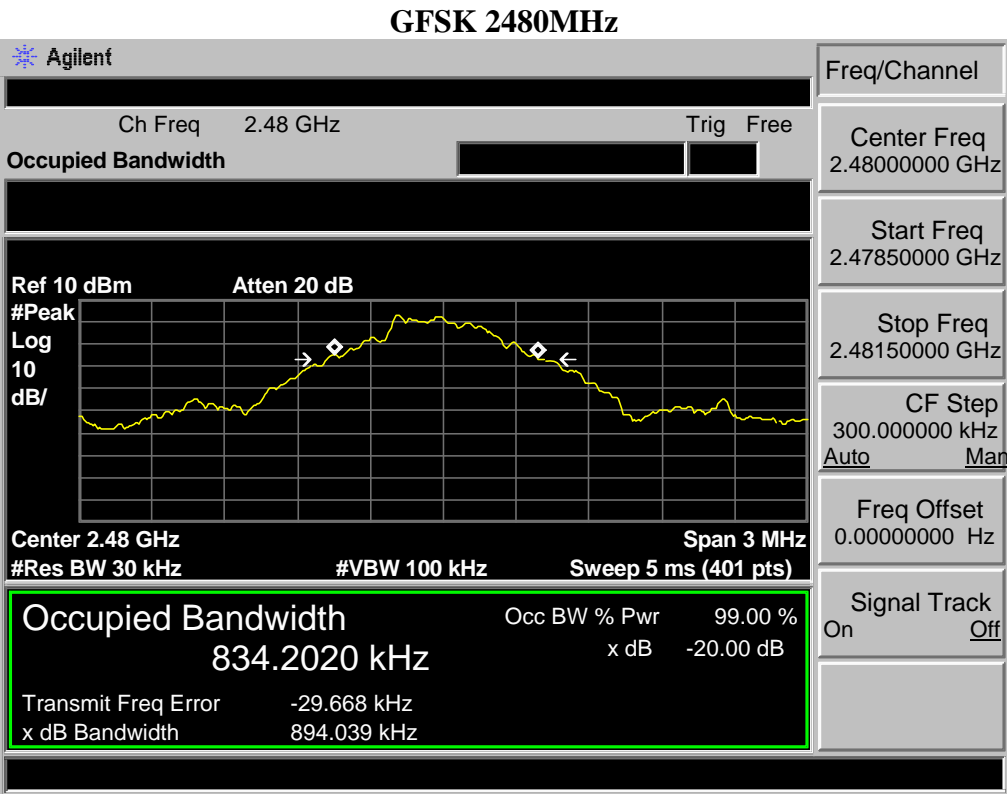 GFSK 2480MHz
Agilent
Freq/Channel
Ch Freq 2.48 GHz Trig Free
Occupied Bandwidth
Center Freq
2.48000000 GHz
Start Freq
2.47850000 GHz
Stop Freq
2.48150000 GHz
CF Step
300.000000 kHz
Auto Man
Freq Offset
0.00000000 Hz
Signal Track
On Off
Ref 10 dBm Atten 20 dB
#Peak
Log
10
dB/
Center 2.48 GHz Span 3 MHz
#Res BW 30 kHz #VBW 100 kHz Sweep 5 ms (401 pts)
Occupied Bandwidth
834.2020 kHz
Occ BW % Pwr 99.00 %
x dB -20.00 dB
Transmit Freq Error -29.668 kHz
x dB Bandwidth 894.039 kHz